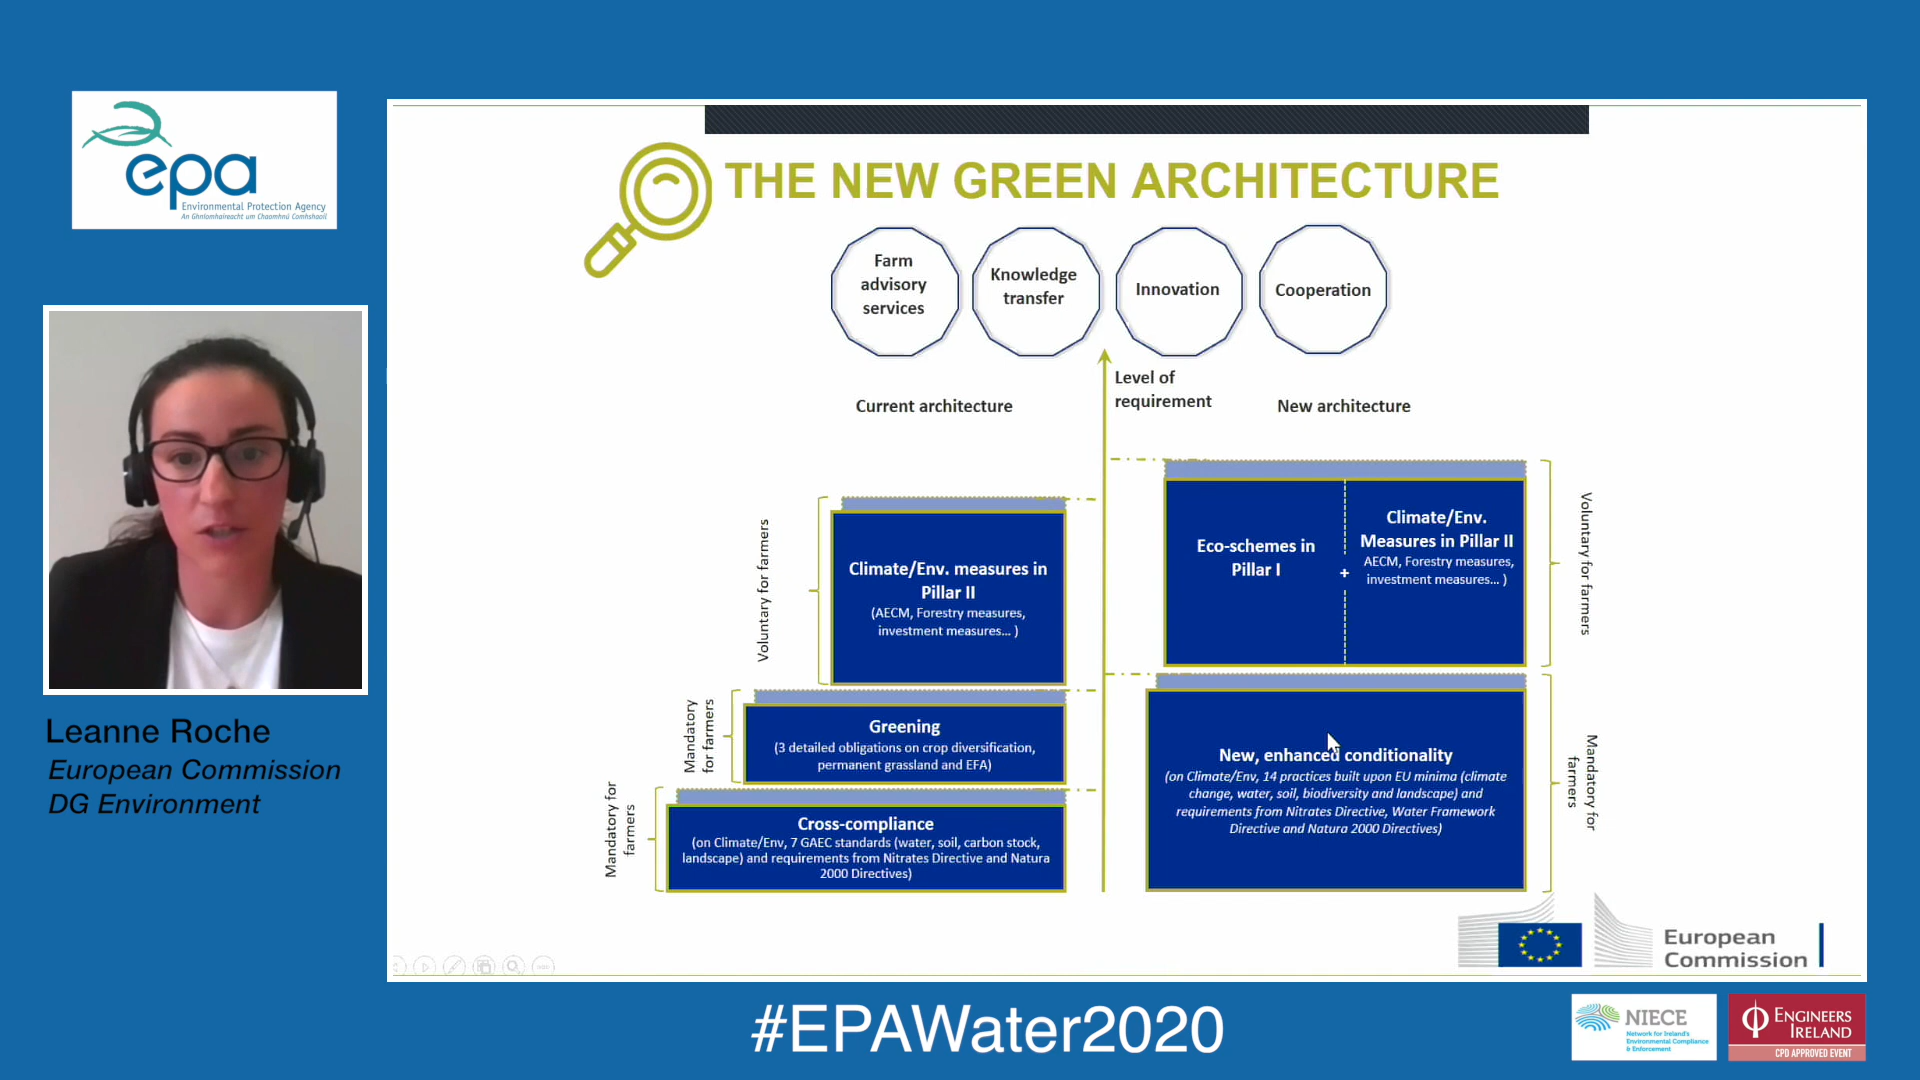 epa
Environmental Protection Agency
An Ghníomhaireacht um Chaomhnú Comhshaoil
Leanne Roche
European Commission
DG Environment
THE NEW GREEN ARCHITECTURE
Farm
advisory
services
Knowledge
transfer
Innovation
Cooperation
Level of
requirement
Current architecture
New architecture
Voluntary for farmers
Climate/Env. measures in
Pillar II
(AECM, Forestry measures,
investment measures... )
Mandatory
for farmers
Greening
(3 detailed obligations on crop diversification,
permanent grassland and EFA)
Mandatory for
farmers
Cross-compliance
(on Climate/Env, 7 GAEC standards (water, soil, carbon stock,
landscape) and requirements from Nitrates Directive and Natura
2000 Directives)
Eco-schemes in
Pillar I
+
Climate/Env.
Measures in Pillar II
AECM, Forestry measures,
investment measures... )
Voluntary for farmers
New, enhanced conditionality
(on Climate/Env, 14 practices built upon EU minima (climate
change, water, soil, biodiversity and landscape) and
requirements from Nitrates Directive, Water Framework
Directive and Natura 2000 Directives)
Mandatory for
farmers
European
Commission
#EPAWater2020
NIECE
Network for Ireland's
Environmental Compliance
& Enforcement
ENGINEERS
IRELAND
CPD APPROVED EVENT